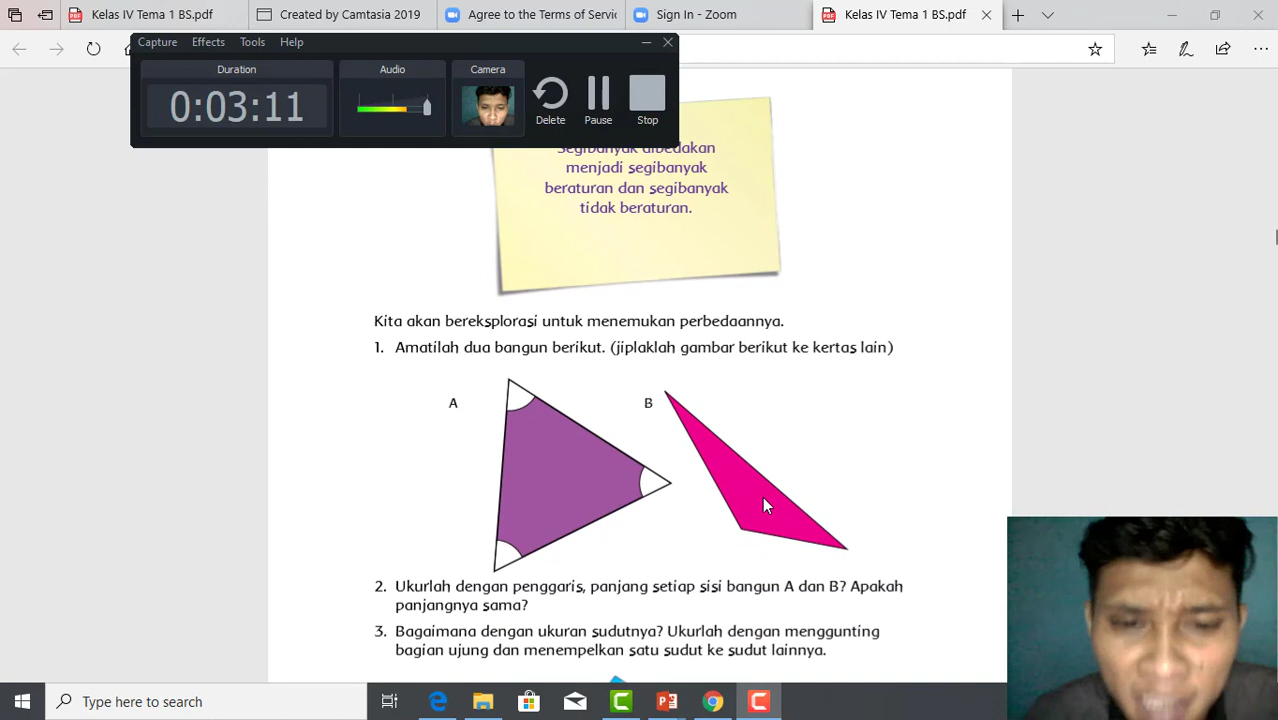 Kelas IV Tema 1 BS.pdf
Created by Camtasia 2019
Agree to the Terms of Servic
Sign In - Zoom
Kelas IV Tema 1 BS.pdf
Capture Effects Tools Help
Duration
Audio
Camera
0:03:11
Delete
Pause
Stop
Segibanyak dibedakan
menjadi segibanyak
beraturan dan segibanyak
tidak beraturan.
Kita akan bereksplorasi untuk menemukan perbedaannya.
1. Amatilah dua bangun berikut. (jiplaklah gambar berikut ke kertas lain)
A
B
2. Ukurlah dengan penggaris, panjang setiap sisi bangun A dan B? Apakah
panjangnya sama?
3. Bagaimana dengan ukuran sudutnya? Ukurlah dengan menggunting
bagian ujung dan menempelkan satu sudut ke sudut lainnya.
Type here to search